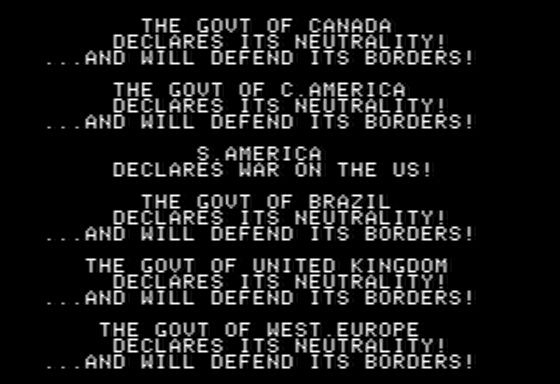 THE GOVT OF CANADA
DECLARES ITS NEUTRALITY!
...AND WILL DEFEND ITS BORDERS!
THE GOVT OF C.AMERICA
DECLARES ITS NEUTRALITY!
...AND WILL DEFEND ITS BORDERS!
S.AMERICA
DECLARES WAR ON THE US!
THE GOVT OF BRAZIL
DECLARES ITS NEUTRALITY!
...AND WILL DEFEND ITS BORDERS!
THE GOVT OF UNITED KINGDOM
DECLARES ITS NEUTRALITY!
...AND WILL DEFEND ITS BORDERS!
THE GOVT OF WEST.EUROPE
DECLARES ITS NEUTRALITY!
...AND WILL DEFEND ITS BORDERS!